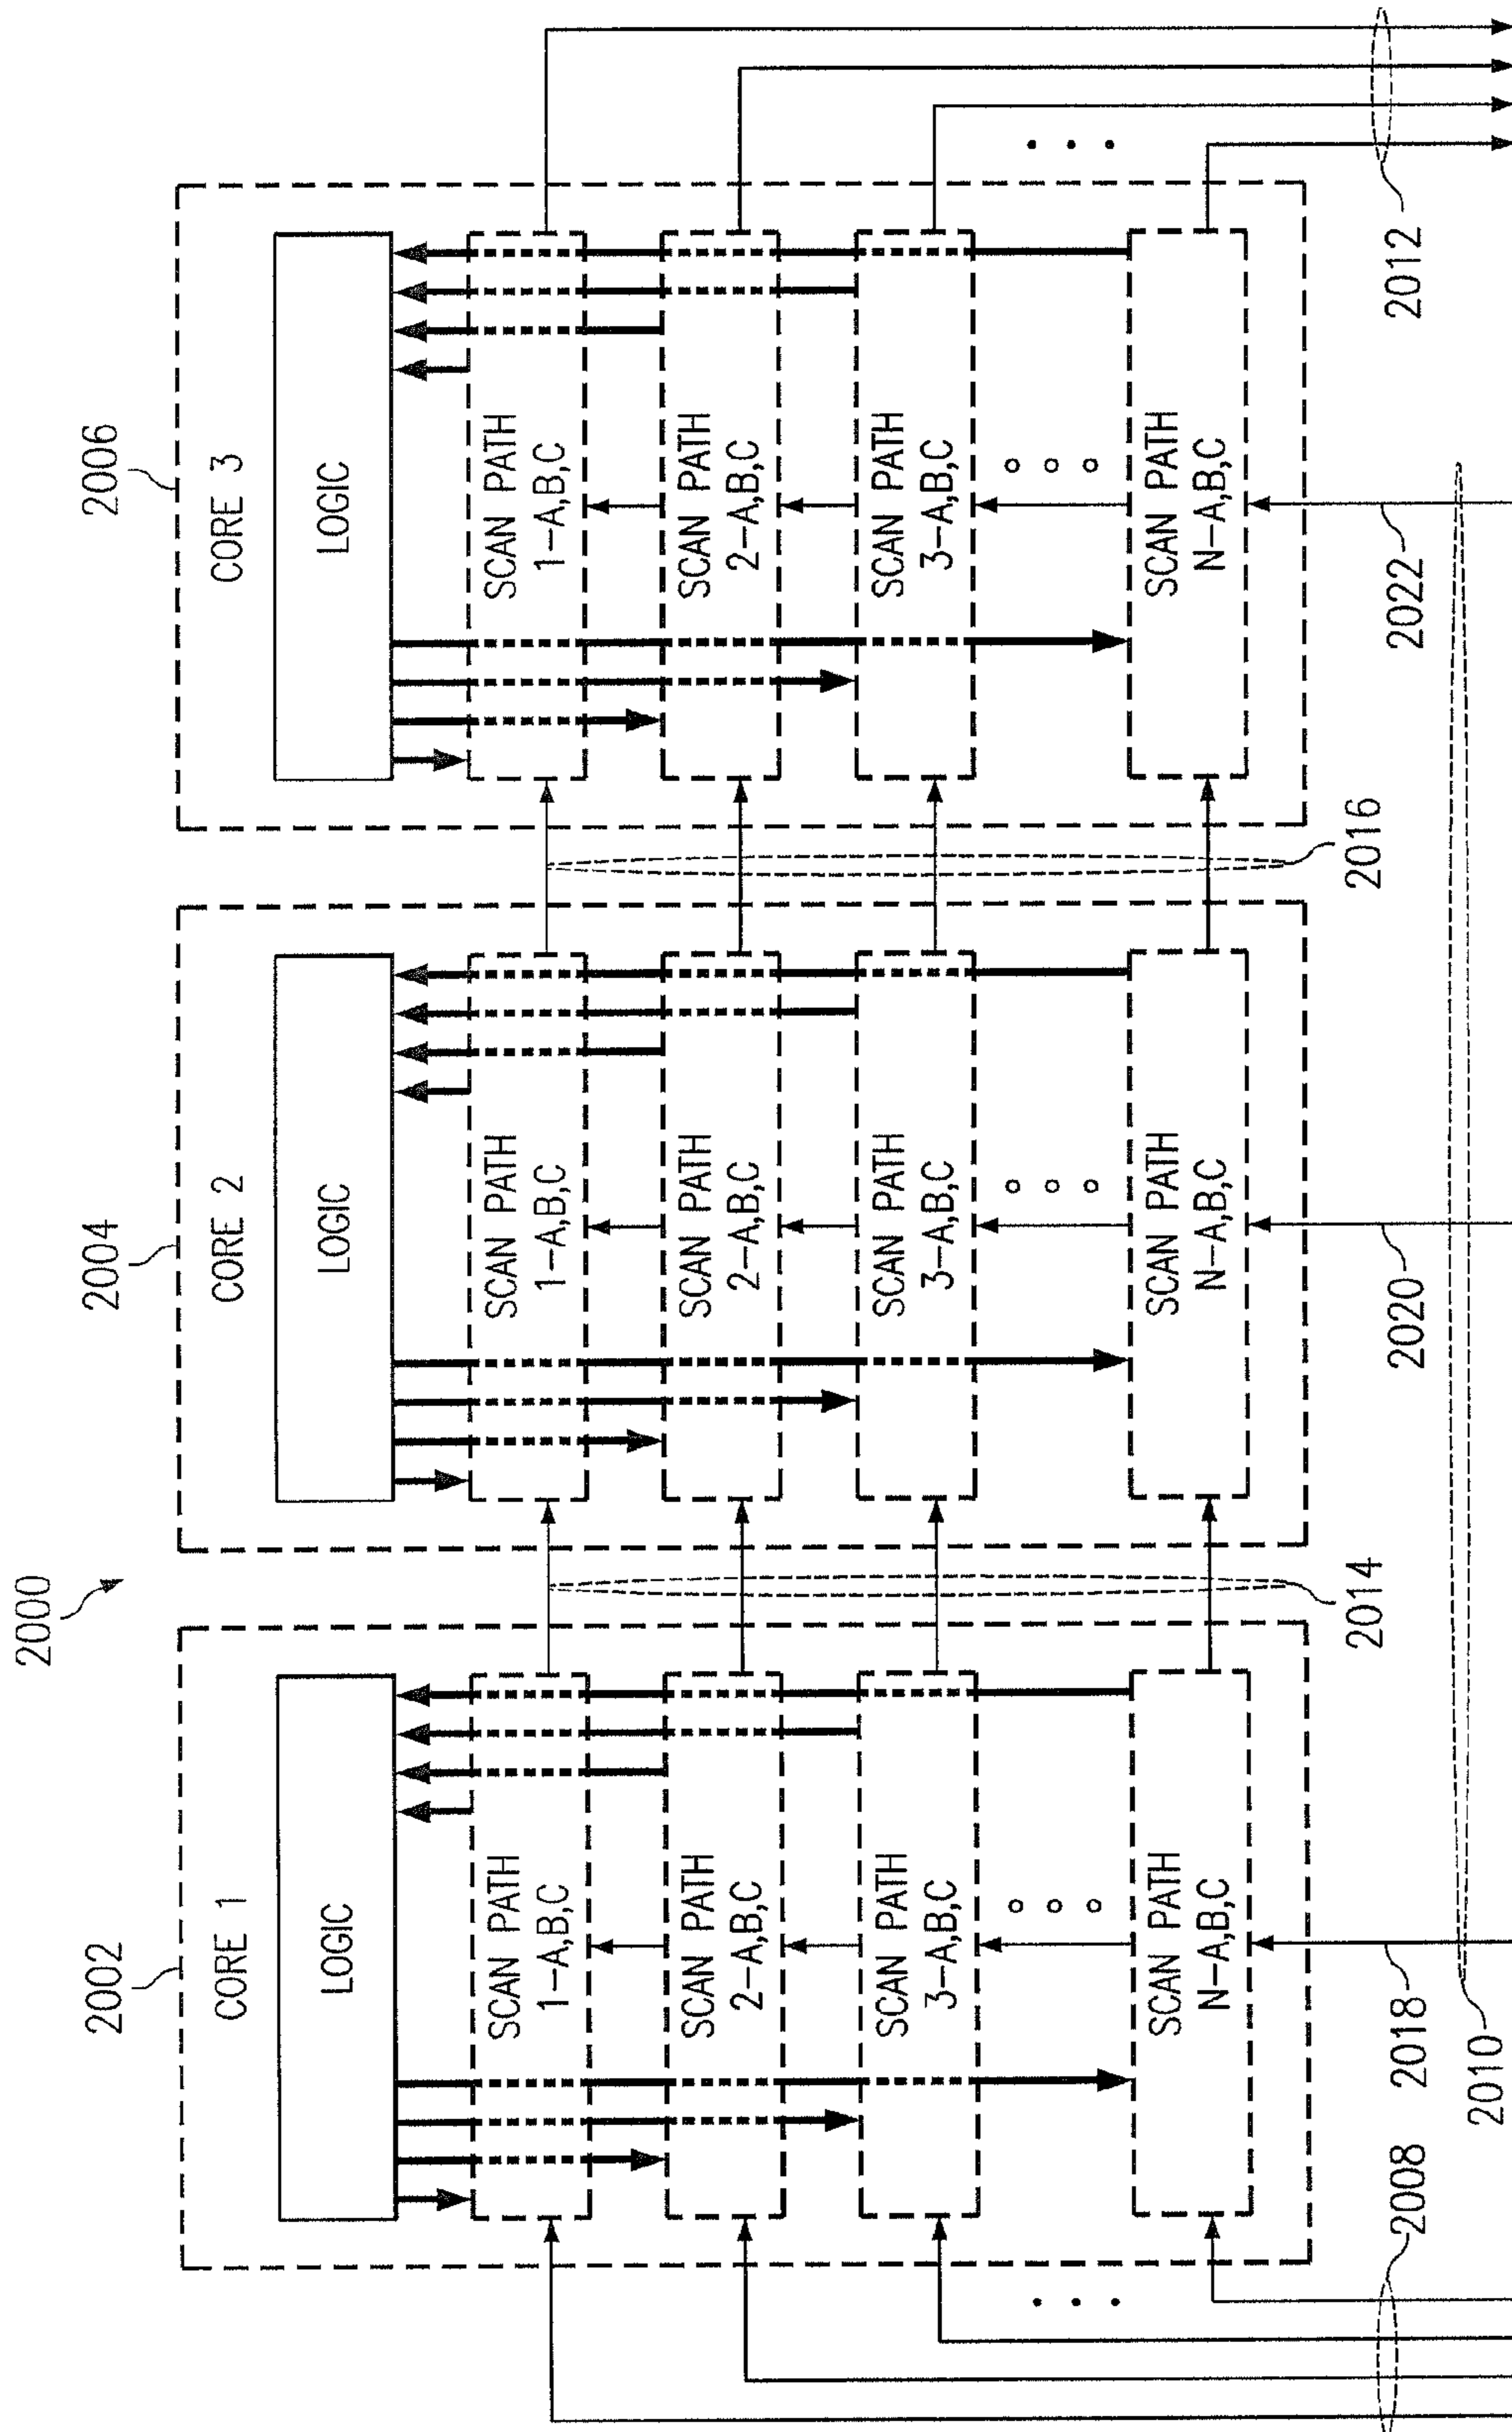 2000
2002
CORE 1
LOGIC
SCAN PATH
1-A,B,C
SCAN PATH
2-A,B,C
SCAN PATH
3-A,B,C
SCAN PATH
N-A,B,C
2008
2018
2010
2014
2004
CORE 2
LOGIC
SCAN PATH
1-A,B,C
SCAN PATH
2-A,B,C
SCAN PATH
3-A,B,C
SCAN PATH
N-A,B,C
2020
2016
2006
CORE 3
LOGIC
SCAN PATH
1-A,B,C
SCAN PATH
2-A,B,C
SCAN PATH
3-A,B,C
SCAN PATH
N-A,B,C
2022
2012